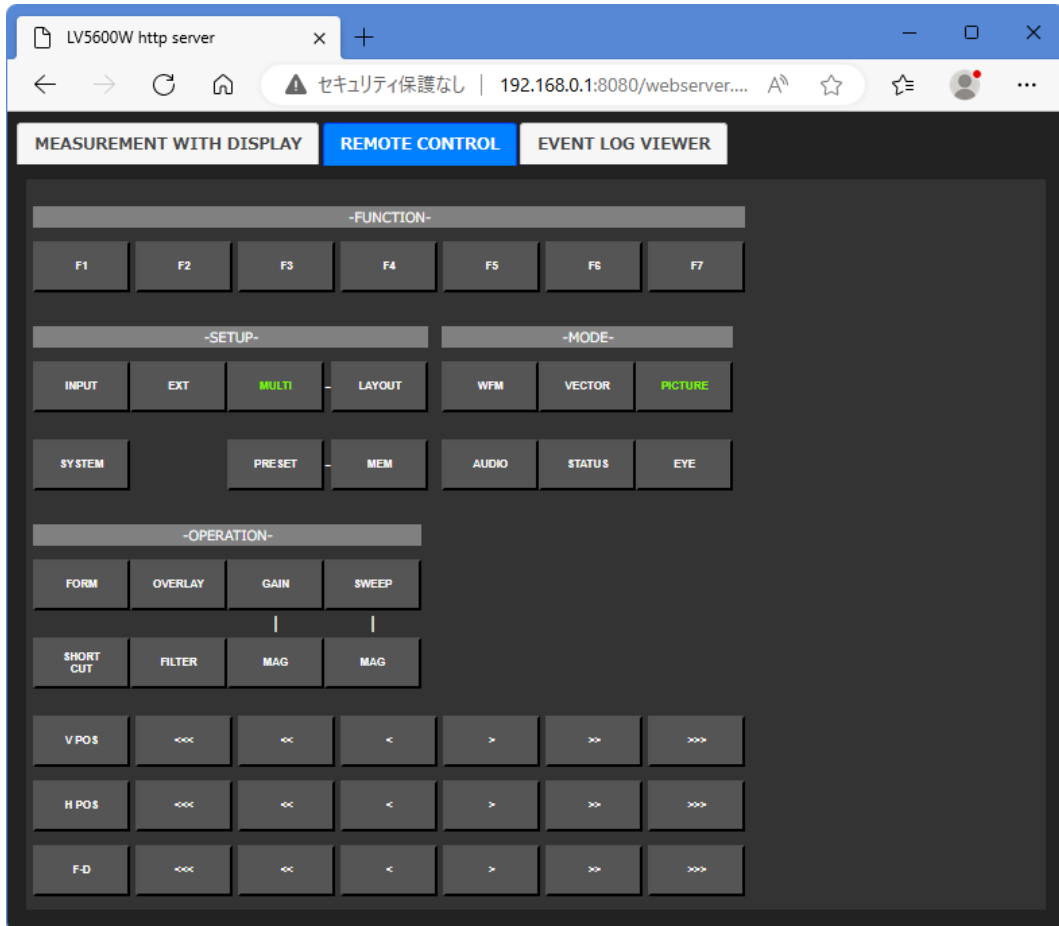 LV5600W http server
セキュリティ保護なし | 192.168.0.1:8080/webserver.... A
MEASUREMENT WITH DISPLAY REMOTE CONTROL EVENT LOG VIEWER
-FUNCTION-
F1 F2 F3 F4 F5 F6 F7
-SETUP- -MODE-
INPUT EXT MULTI - LAYOUT WFM VECTOR PICTURE
SYSTEM PRESET - MEM AUDIO STATUS EYE
-OPERATION-
FORM OVERLAY GAIN SWEEP
| |
SHORT
CUT FILTER MAG MAG
V POS <<< << < > >> >>>
H POS <<< << < > >> >>>
F-D <<< << < > >> >>>